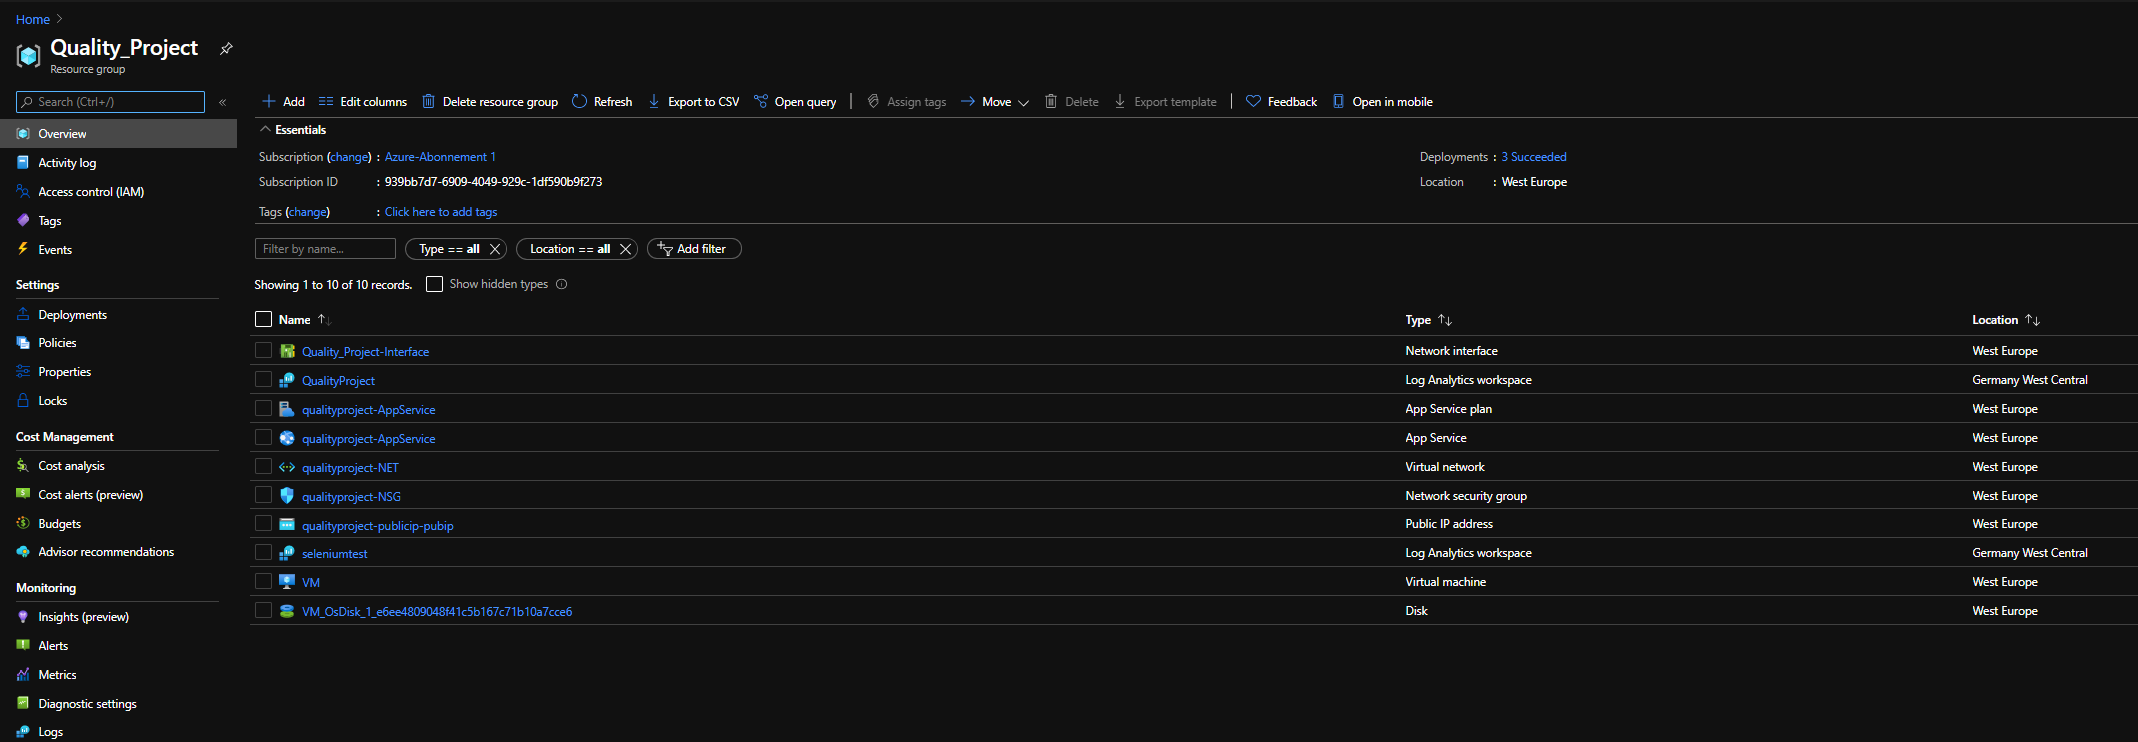 Home >
Quality_Project
Resource group
Search (Ctrl+/)
«
Add Edit columns Delete resource group Refresh Export to CSV Open query | Assign tags Move Delete Export template | Feedback Open in mobile
Overview
Activity log
Access control (IAM)
Tags
Events
Settings
Deployments
Policies
Properties
Locks
Cost Management
Cost analysis
Cost alerts (preview)
Budgets
Advisor recommendations
Monitoring
Insights (preview)
Alerts
Metrics
Diagnostic settings
Logs
Essentials
Subscription (change) : Azure-Abonnement 1
Deployments : 3 Succeeded
Subscription ID : 939bb7d7-6909-4049-929c-1df590b9f273
Location : West Europe
Tags (change) : Click here to add tags
Filter by name... Type == all Location == all Add filter
Showing 1 to 10 of 10 records. Show hidden types
Name Type Location
Quality_Project-Interface Network interface West Europe
QualityProject Log Analytics workspace Germany West Central
qualityproject-AppService App Service plan West Europe
qualityproject-AppService App Service West Europe
qualityproject-NET Virtual network West Europe
qualityproject-NSG Network security group West Europe
qualityproject-publicip-pubip Public IP address West Europe
seleniumtest Log Analytics workspace Germany West Central
VM Virtual machine West Europe
VM_OsDisk_1_e6ee4809048f41c5b167c71b10a7cce6 Disk West Europe